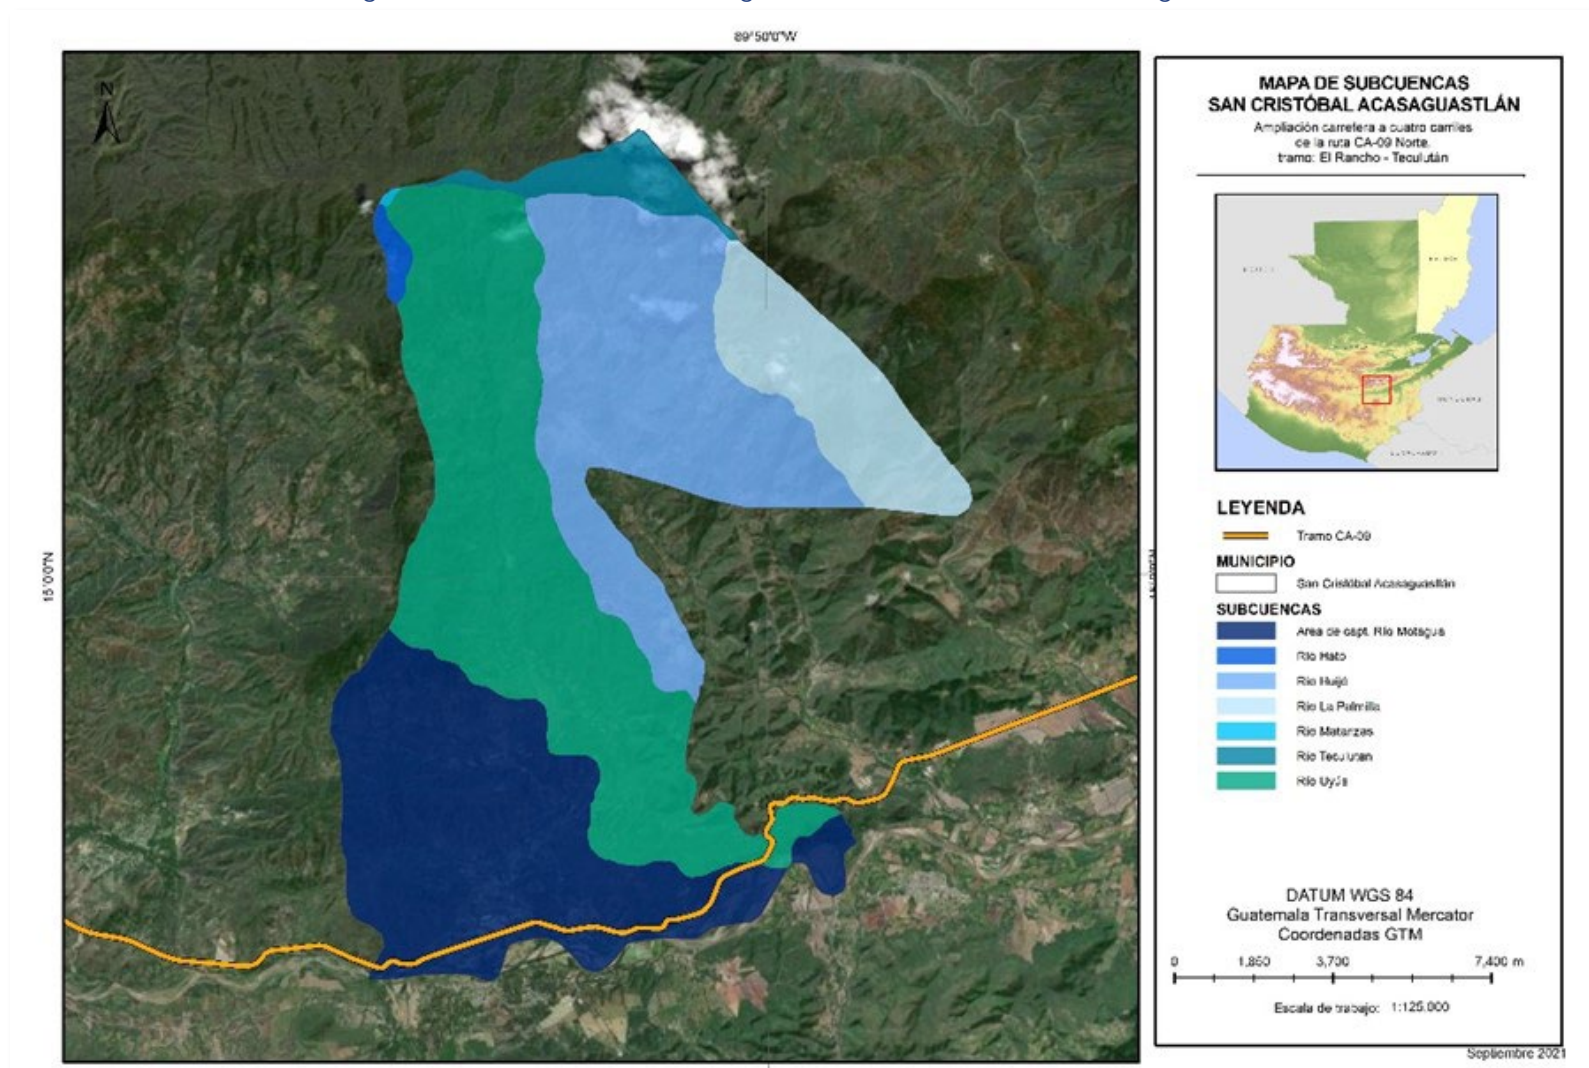 89°50'0"W
N
15°0'0"N
MAPA DE SUBCUENCAS
SAN CRISTÓBAL ACASAGUASTLÁN
Ampliación carretera a cuatro carriles
de la ruta CA-09 Norte,
tramo: El Rancho - Teculután
LEYENDA
Tramo CA-09
MUNICIPIO
San Cristóbal Acasaguastlán
SUBCUENCAS
Area de capt. Río Motagua
Río Hato
Río Huijó
Río La Palmilla
Río Matanzas
Río Teculutan
Río Uyús
DATUM WGS 84
Guatemala Transversal Mercator
Coordenadas GTM
0 1,850 3,700 7,400 m
Escala de trabajo: 1:125,000
Septiembre 2021